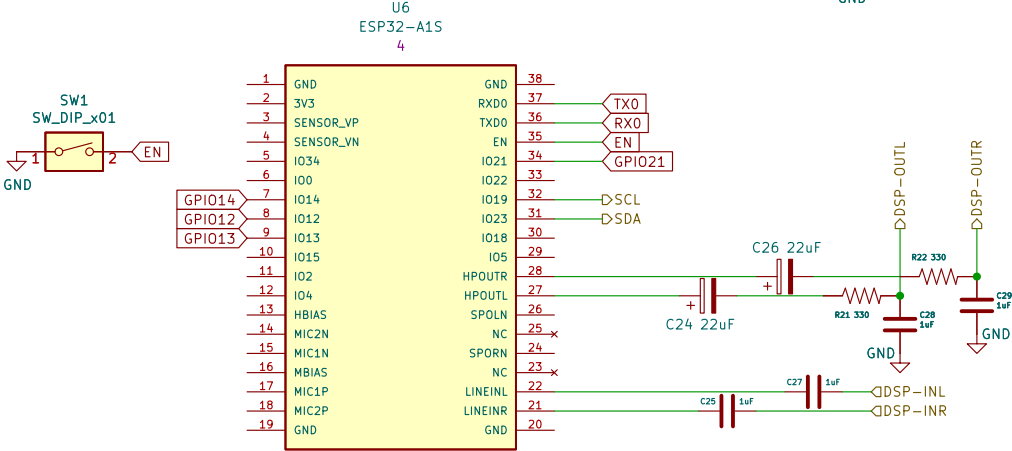 GND
U6
ESP32-A1S
4
SW1
SW_DIP_x01
1
2
EN
GND
1 GND
2 3V3
3 SENSOR_VP
4 SENSOR_VN
5 IO34
6 IO0
GPIO14 7 IO14
GPIO12 8 IO12
GPIO13 9 IO13
10 IO15
11 IO2
12 IO4
13 HBIAS
14 MIC2N
15 MIC1N
16 MBIAS
17 MIC1P
18 MIC2P
19 GND
GND 38
RXD0 37 TX0
TXD0 36 RX0
EN 35 EN
IO21 34 GPIO21
IO22 33
IO19 32 SCL
IO23 31 SDA
IO18 30
IO5 29
HPOUTR 28
HPOUTL 27
SPOLN 26
NC 25
SPORN 24
NC 23
LINEINL 22
LINEINR 21
GND 20
DSP-OUTL
DSP-OUTR
C26 22uF
+
R22 330
+
C24 22uF
R21 330
C28
1uF
GND
C29
1uF
GND
C27 1uF
DSP-INL
C25 1uF
DSP-INR